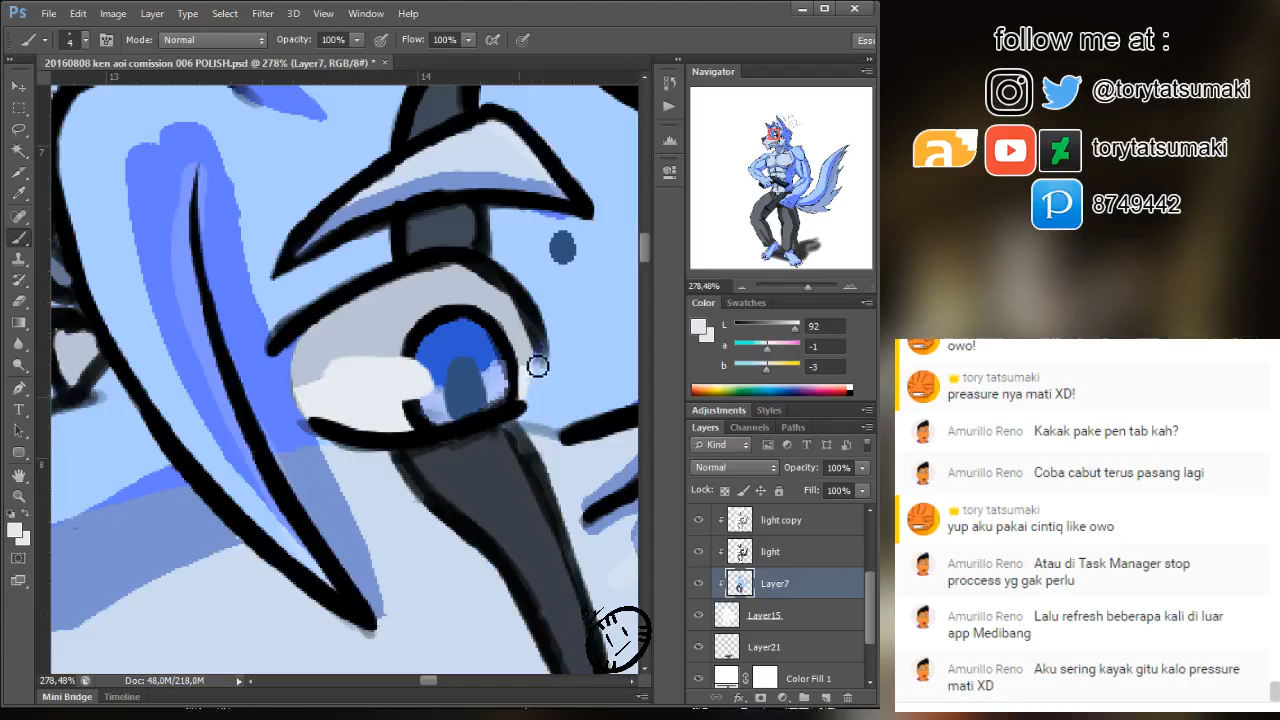 Ps File Edit Image Layer Type Select Filter 3D View Window Help
4 Mode: Normal Opacity: 100% Flow: 100% Esse
20160808 ken aoi comission 006 POLISH.psd @ 278% (Layer7, RGB/8#) * ×
13 14
7
8
278,48% Doc: 48,0M/218,0M
Mini Bridge Timeline
Navigator
278,48%
Color Swatches
L 92
a -1
b -3
Adjustments Styles
Layers Channels Paths
Kind
Normal Opacity: 100%
Lock: Fill: 100%
light copy
light
Layer7
Layer15
Layer21
Color Fill 1
follow me at :
@torytatsumaki
a torytatsumaki
P 8749442
owo!
tory tatsumaki
preasure nya mati XD!
Amurillo Reno Kakak pake pen tab kah?
Amurillo Reno Coba cabut terus pasang lagi
tory tatsumaki
yup aku pakai cintiq like owo
Amurillo Reno Atau di Task Manager stop
proccess yg gak perlu
Amurillo Reno Lalu refresh beberapa kali di luar
app Medibang
Amurillo Reno Aku sering kayak gitu kalo pressure
mati XD